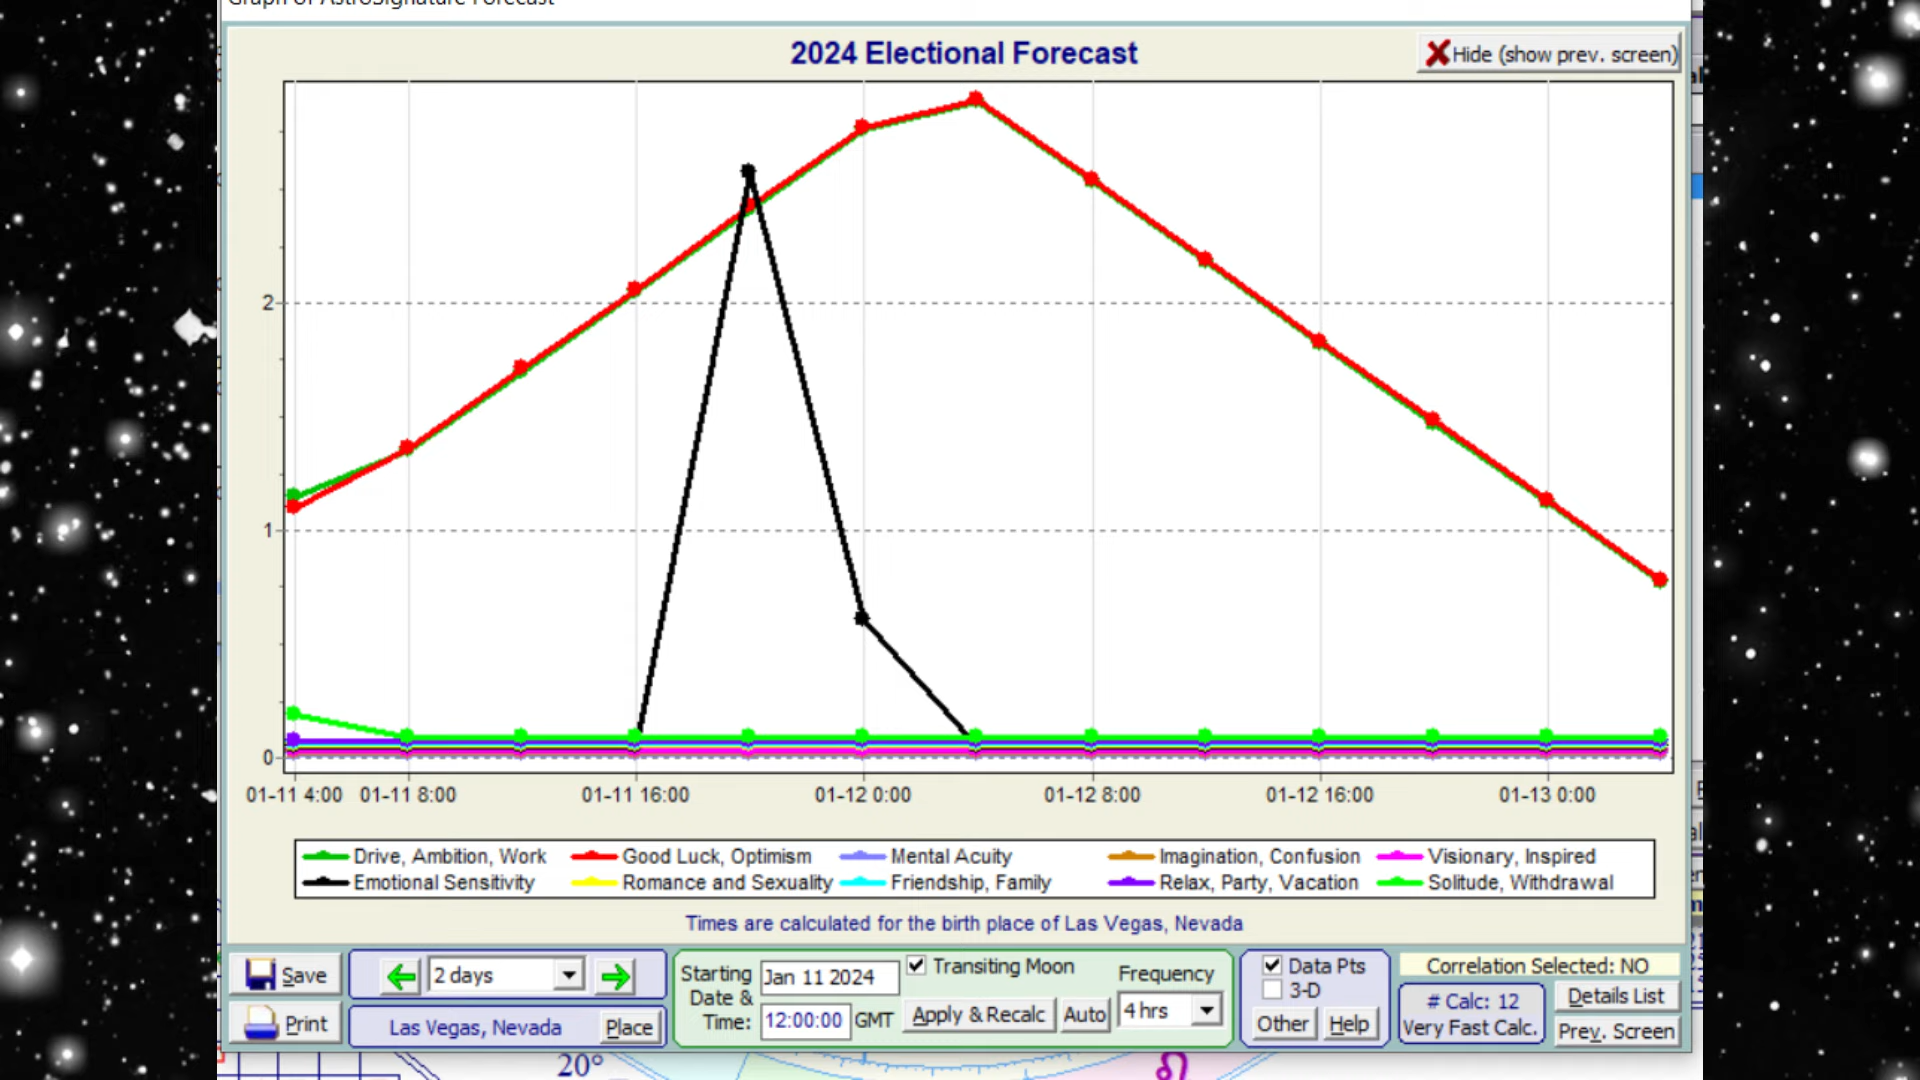 Graph of AstroSignature Forecast
2024 Electional Forecast
Hide (show prev. screen)
2
1
0
01-11 4:00 01-11 8:00 01-11 16:00 01-12 0:00 01-12 8:00 01-12 16:00 01-13 0:00
Drive, Ambition, Work Good Luck, Optimism Mental Acuity Imagination, Confusion Visionary, Inspired
Emotional Sensitivity Romance and Sexuality Friendship, Family Relax, Party, Vacation Solitude, Withdrawal
Times are calculated for the birth place of Las Vegas, Nevada
Save
Print
2 days
Las Vegas, Nevada Place
Starting
Date &
Time:
Jan 11 2024
12:00:00 GMT
Transiting Moon
Apply & Recalc Auto
Frequency
4 hrs
Data Pts
3-D
Other Help
Correlation Selected: NO
# Calc: 12
Very Fast Calc.
Details List
Prev. Screen
20°
♌